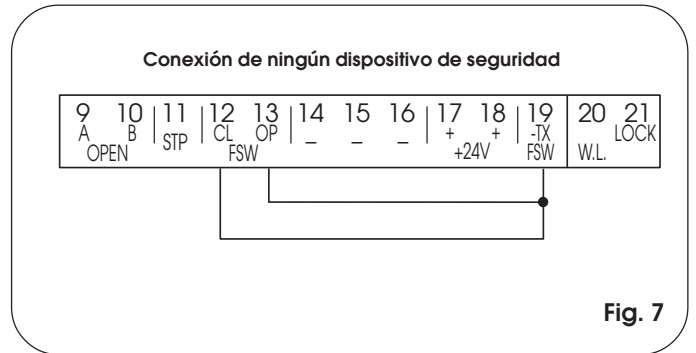 Conexión de ningún dispositivo de seguridad
9 10 11 12 13 14 15 16 17 18 19 20 21
A B STP CL OP – – – + + -TX LOCK
OPEN FSW +24V FSW W.L.
Fig. 7